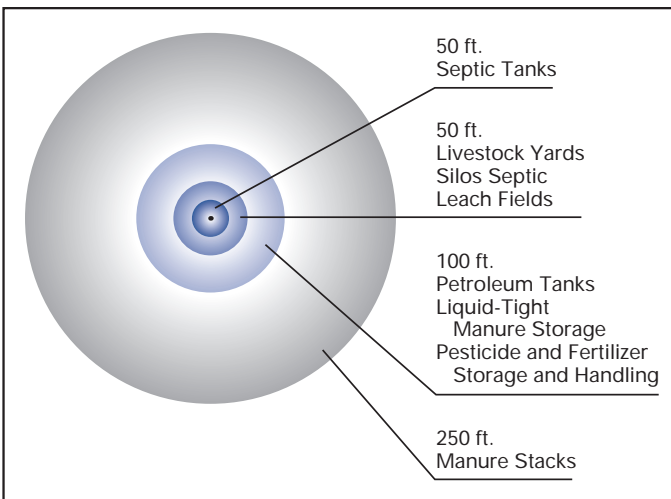 50 ft.
Septic Tanks
50 ft.
Livestock Yards
Silos Septic
Leach Fields
100 ft.
Petroleum Tanks
Liquid-Tight
Manure Storage
Pesticide and Fertilizer
Storage and Handling
250 ft.
Manure Stacks